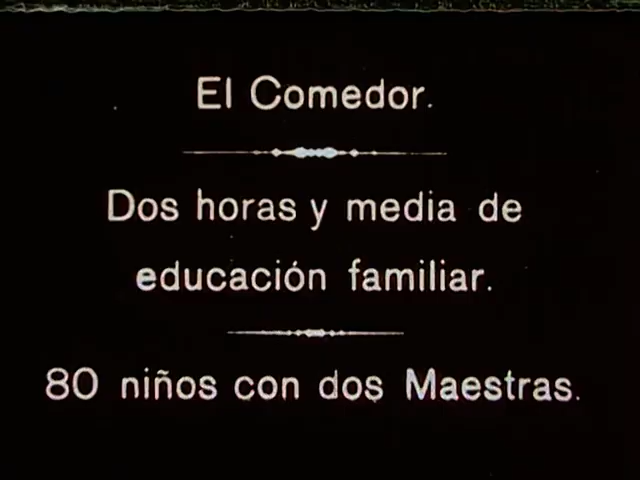 El Comedor.
Dos horas y media de
educación familiar.
80 niños con dos Maestras.